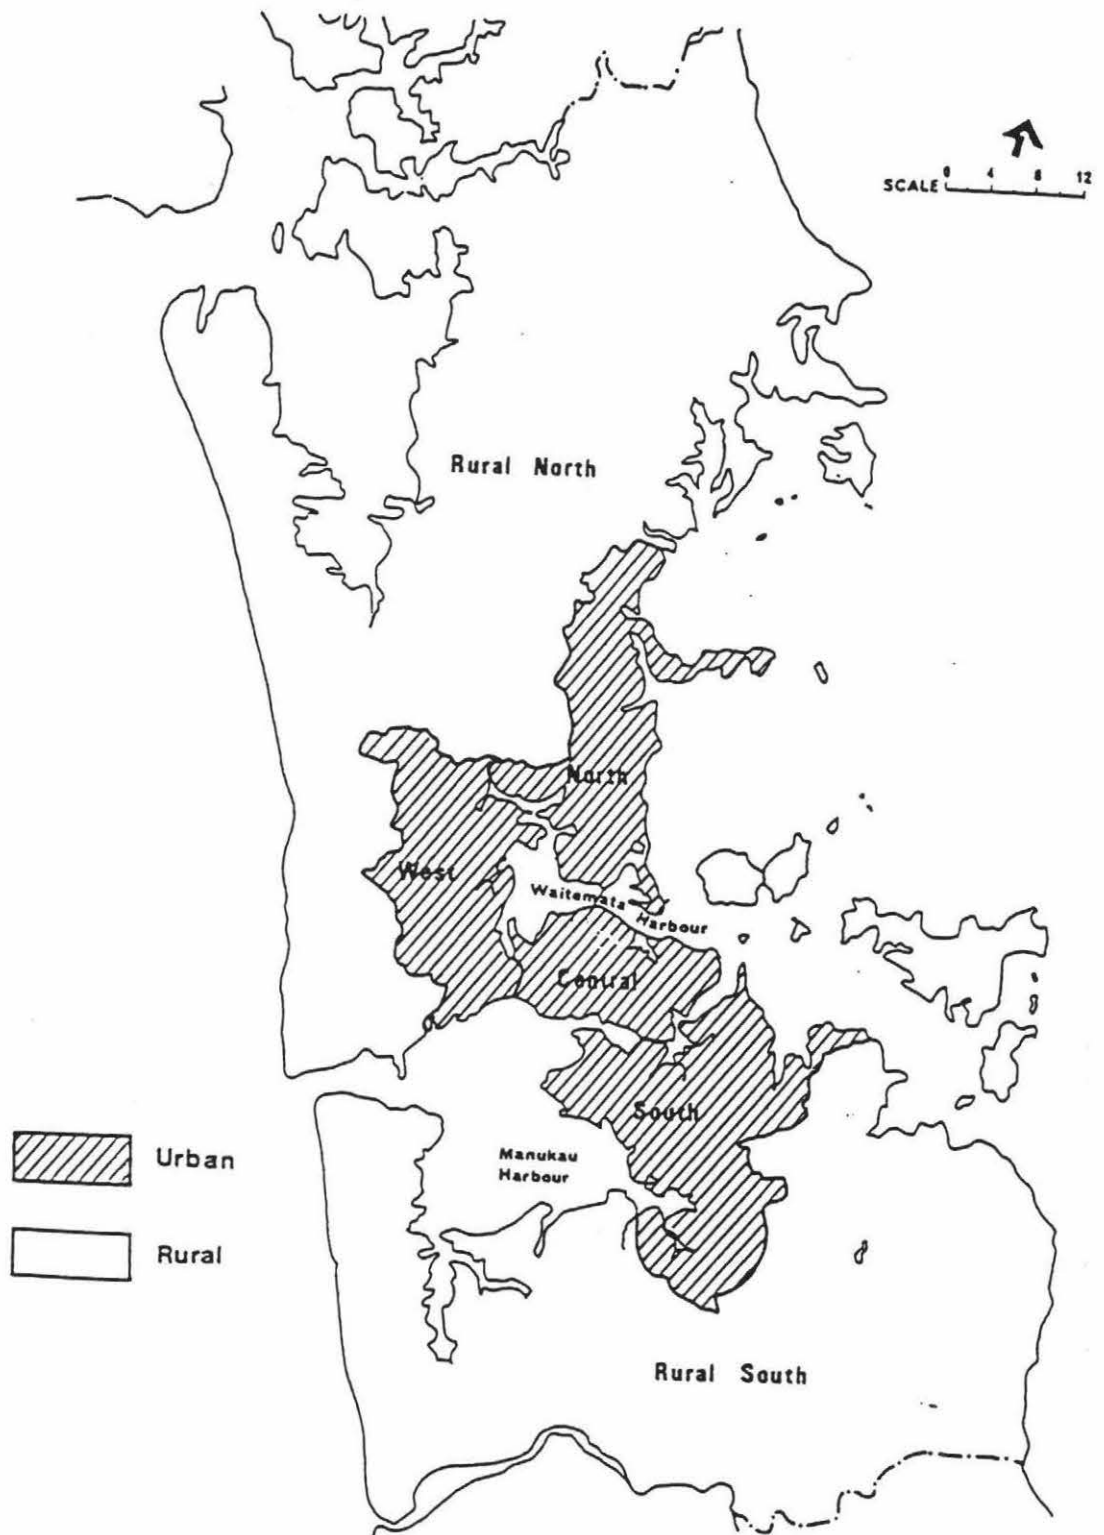 SCALE 0 4 8 12
Rural North
North
West
Waitemata Harbour
Central
South
Manukau
Harbour
Urban
Rural
Rural South